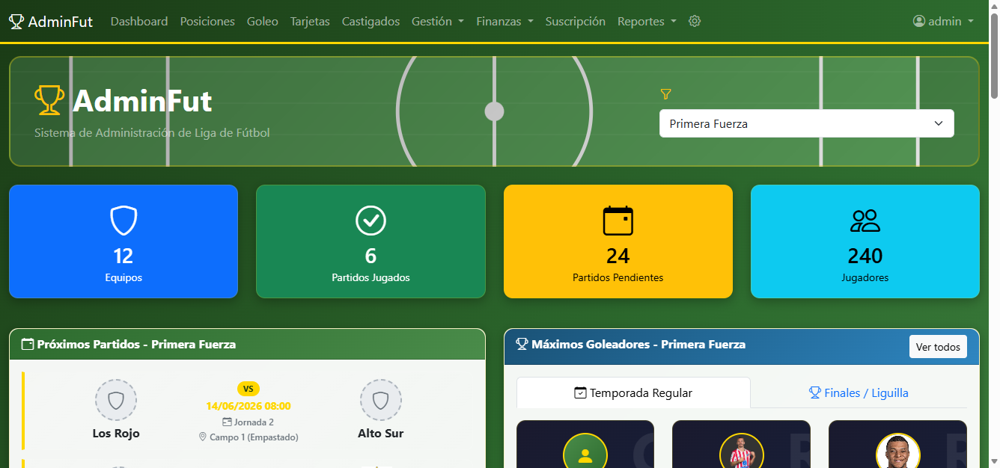 AdminFut Dashboard Posiciones Goleo Tarjetas Castigados Gestión Finanzas Suscripción Reportes admin
AdminFut
Sistema de Administración de Liga de Fútbol
Primera Fuerza
12
Equipos
6
Partidos Jugados
24
Partidos Pendientes
240
Jugadores
Próximos Partidos - Primera Fuerza
VS
14/06/2026 08:00
Jornada 2
Campo 1 (Empastado)
Los Rojo
Alto Sur
Máximos Goleadores - Primera Fuerza
Ver todos
Temporada Regular
Finales / Liguilla